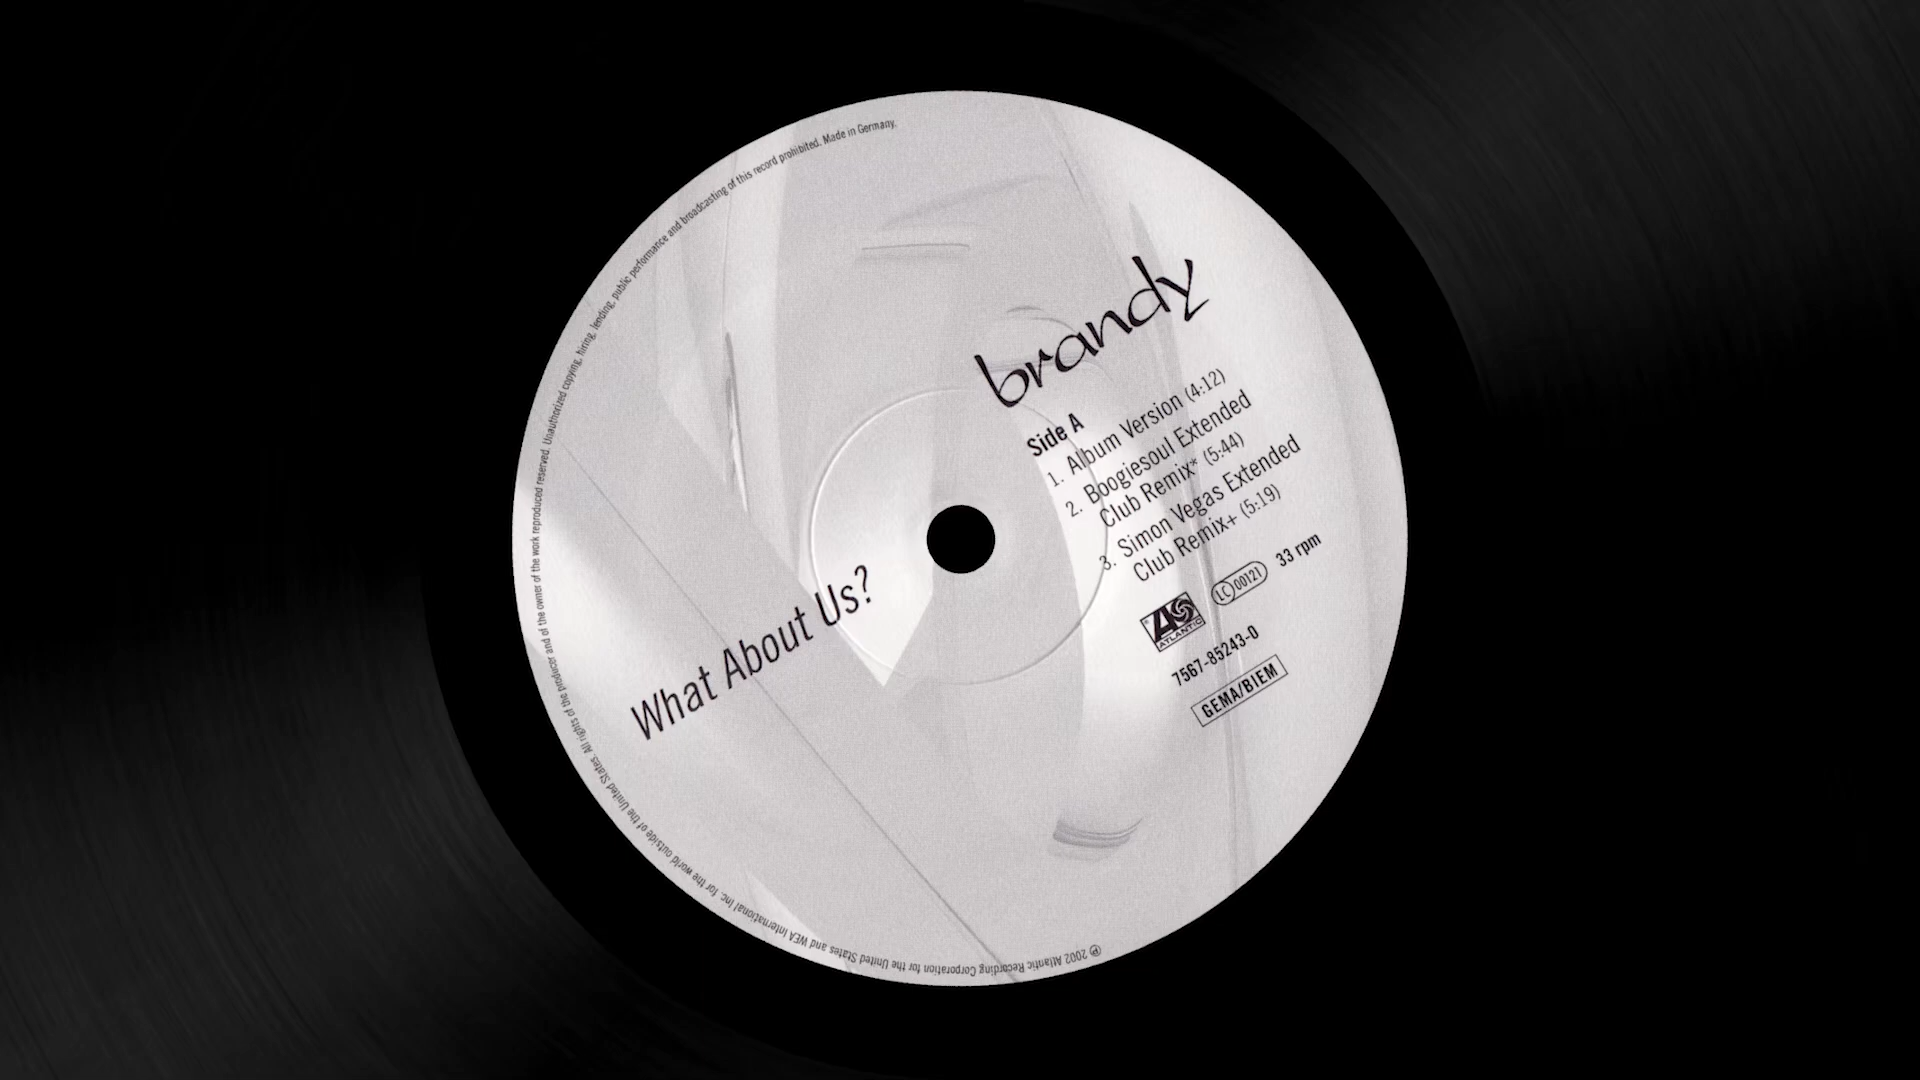 brandy
Side A
1. Album Version (4:12)
2. Boogiesoul Extended
Club Remix* (5:44)
3. Simon Vegas Extended
Club Remix+ (5:19)
What About Us?
LC 00121
33 rpm
ATLANTIC
7567-85243-0
GEMA/BIEM
℗ 2002 Atlantic Recording Corporation for the United States and WEA International Inc. for the world outside of the United States. All rights of the producer and of the owner of the work reproduced reserved. Unauthorized copying, hiring, lending, public performance and broadcasting of this record prohibited. Made in Germany.